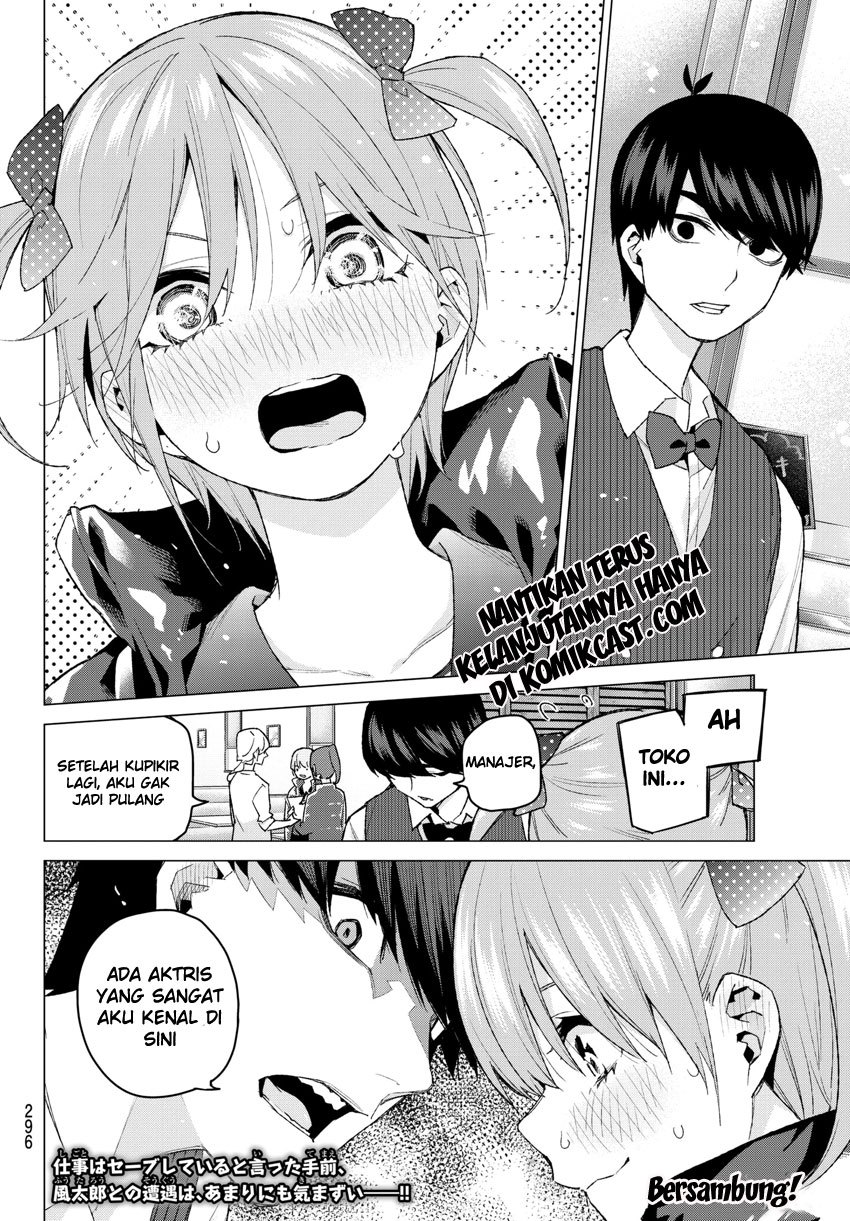 NANTIKAN TERUS
KELANJUTANNYA HANYA
DI KOMIKCAST.COM
AH
TOKO
INI...
MANAJER,
SETELAH KUPIKIR
LAGI, AKU GAK
JADI PULANG
ADA AKTRIS
YANG SANGAT
AKU KENAL DI
SINI
仕事はセーブしていると言った手前、
風太郎との遭遇は、あまりにも気まずい――!!
Bersambung!
296